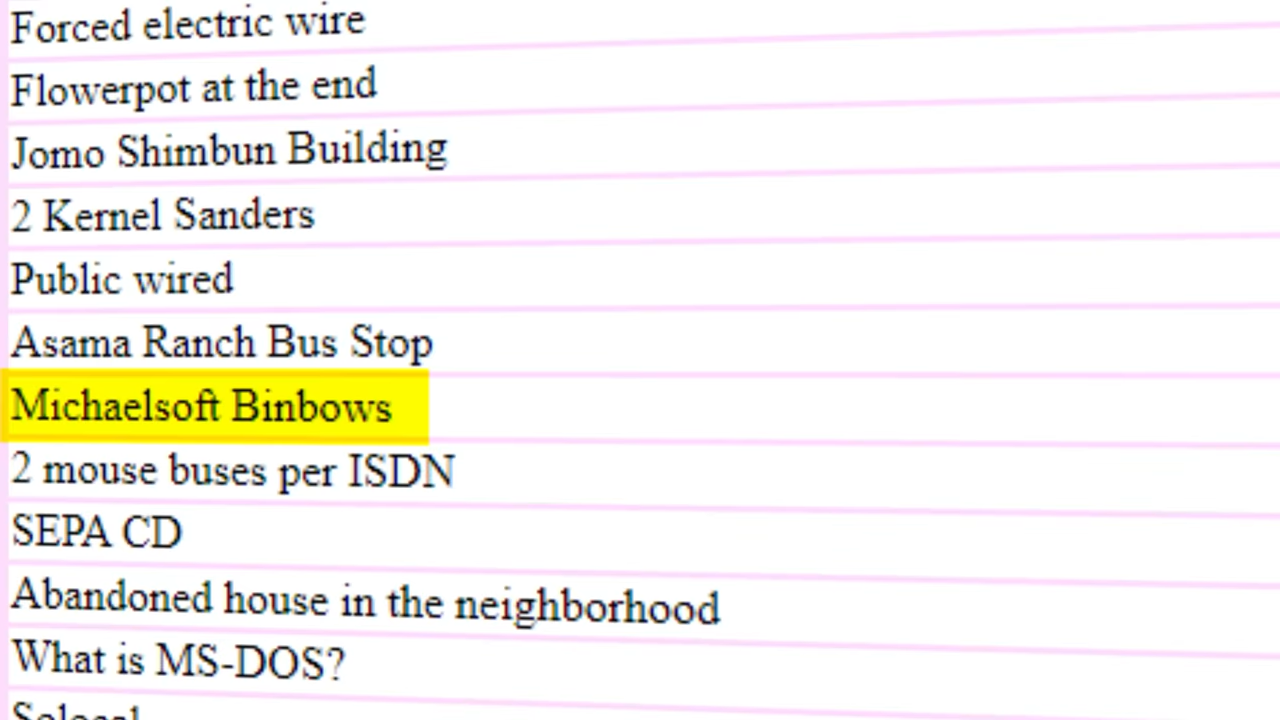 Forced electric wire
Flowerpot at the end
Jomo Shimbun Building
2 Kernel Sanders
Public wired
Asama Ranch Bus Stop
Michaelsoft Binbows
2 mouse buses per ISDN
SEPA CD
Abandoned house in the neighborhood
What is MS-DOS?